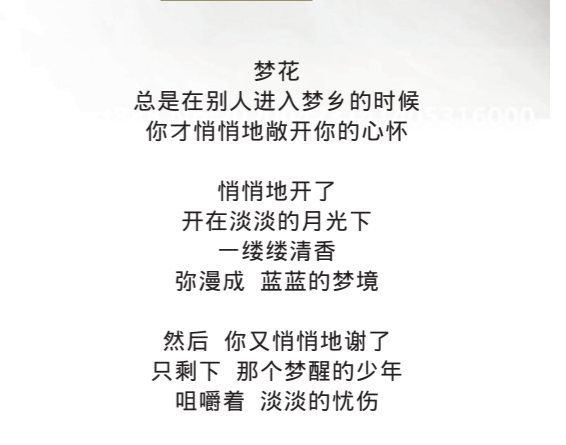 梦花
总是在别人进入梦乡的时候
你才悄悄地敞开你的心怀
悄悄地开了
开在淡淡的月光下
一缕缕清香
弥漫成 蓝蓝的梦境
然后 你又悄悄地谢了
只剩下 那个梦醒的少年
咀嚼着 淡淡的忧伤